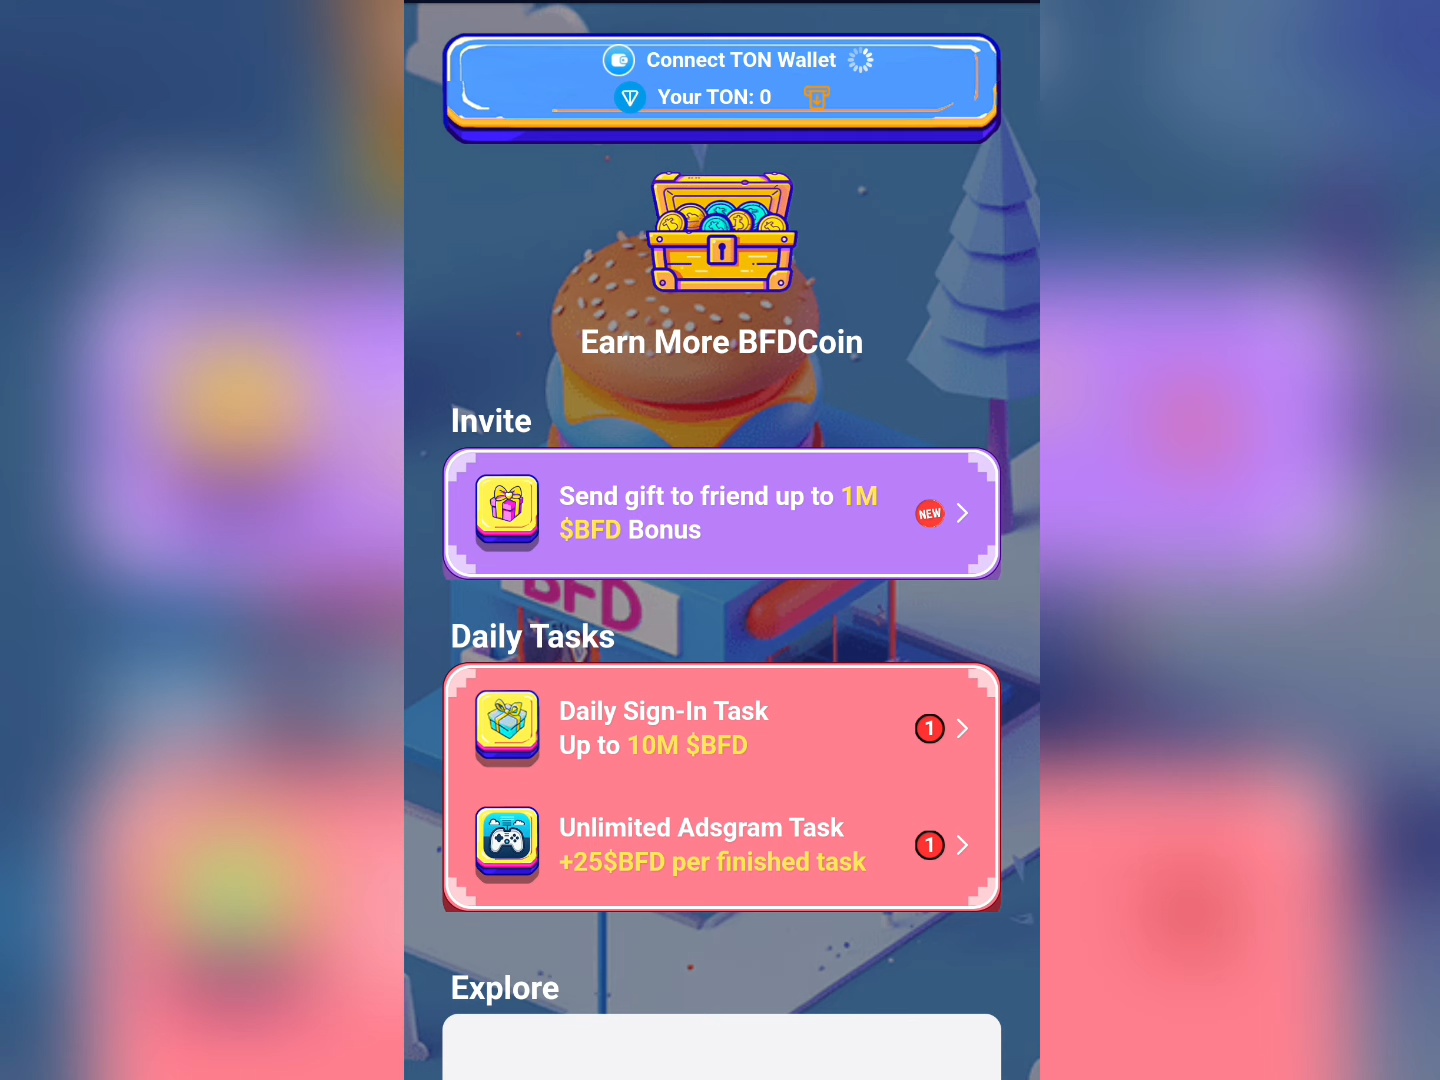 Connect TON Wallet
Your TON: 0
Earn More BFDCoin
Invite
Send gift to friend up to 1M
$BFD Bonus
NEW
BFD
Daily Tasks
Daily Sign-In Task
Up to 10M $BFD
1
Unlimited Adsgram Task
+25$BFD per finished task
1
Explore